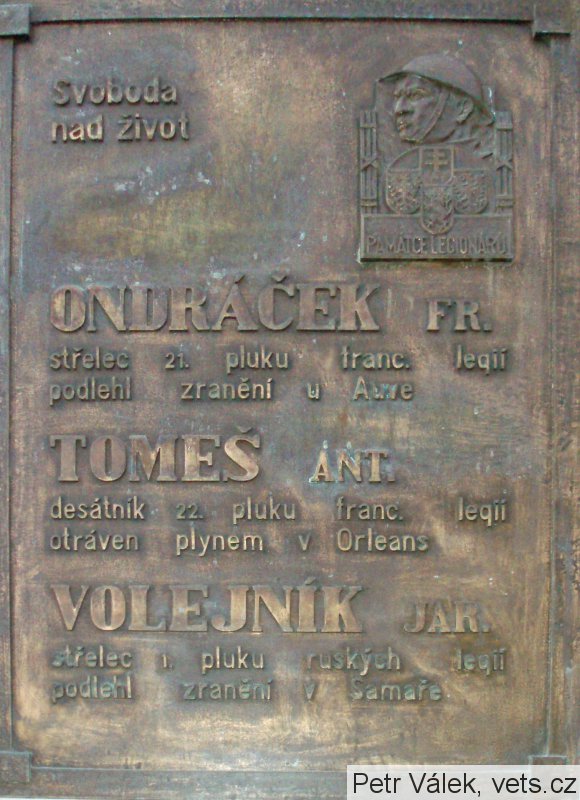 Svoboda
nad život
PAMÁTCE LEGIONÁŘŮ
ONDRÁČEK FR.
střelec 21. pluku franc. legií
podlehl zranění u
TOMEŠ ANT.
desátník 22. pluku franc. legií
otráven plynem v Orleans
VOLEJNÍK JAR.
střelec 1. pluku ruských legií
podlehl zranění v Samaře.
Petr Válek, vets.cz